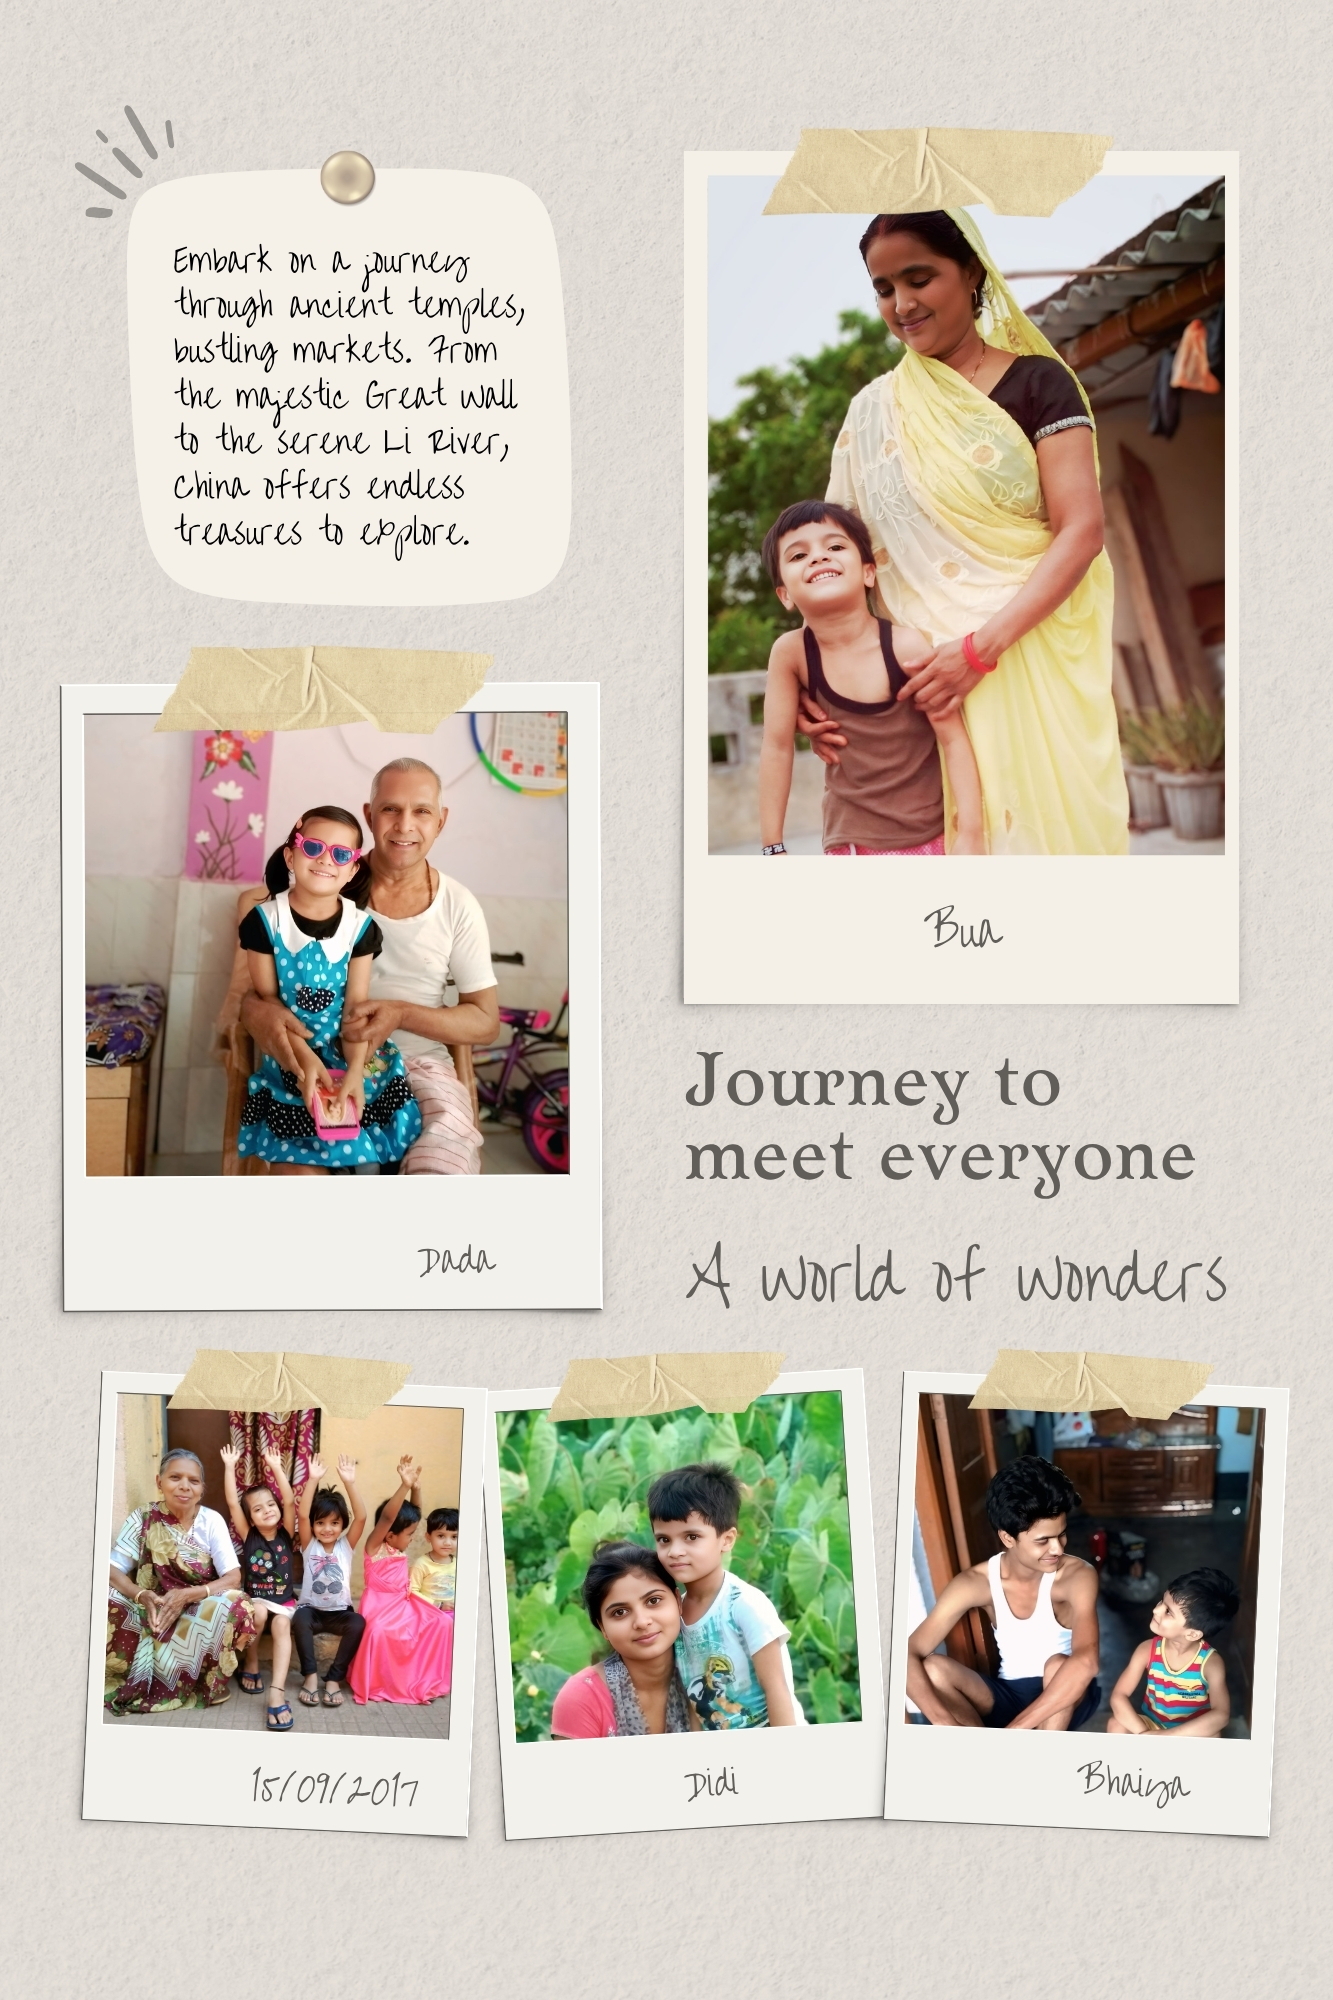 Embark on a journey
through ancient temples,
bustling markets. From
the majestic Great Wall
to the serene Li River,
China offers endless
treasures to explore.
Bua
Dada
Journey to
meet everyone
A world of wonders
15/09/2017
Didi
Bhaiya